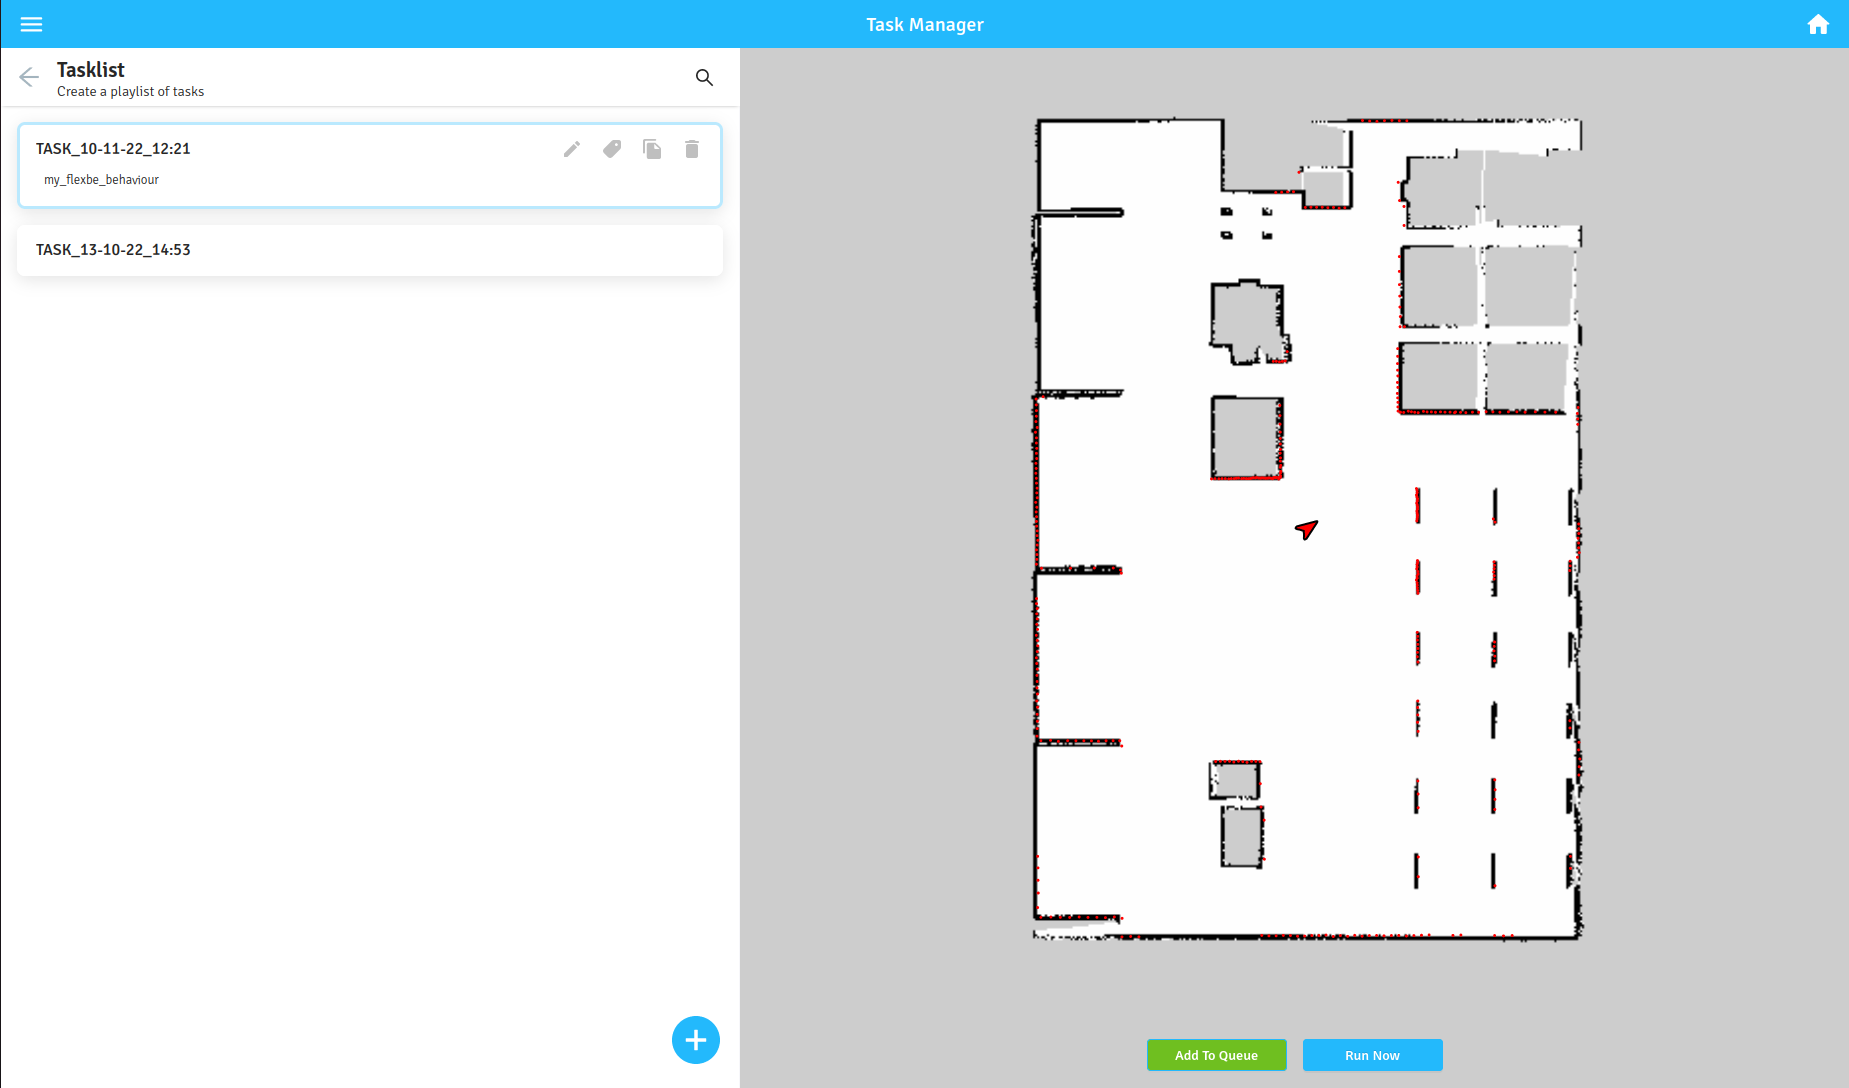 Task Manager
Tasklist
Create a playlist of tasks
TASK_10-11-22_12:21
my_flexbe_behaviour
TASK_13-10-22_14:53
Add To Queue
Run Now